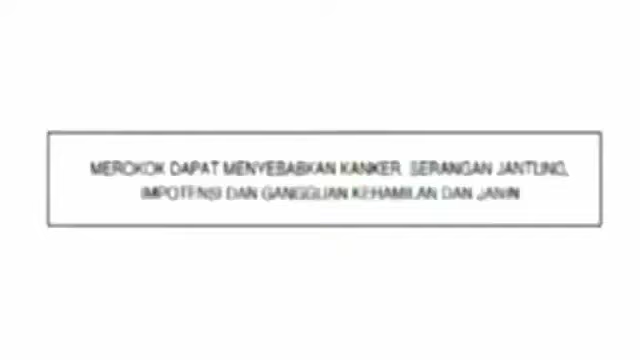 MEROKOK DAPAT MENYEBABKAN KANKER, SERANGAN JANTUNG,
IMPOTENSI DAN GANGGUAN KEHAMILAN DAN JANIN